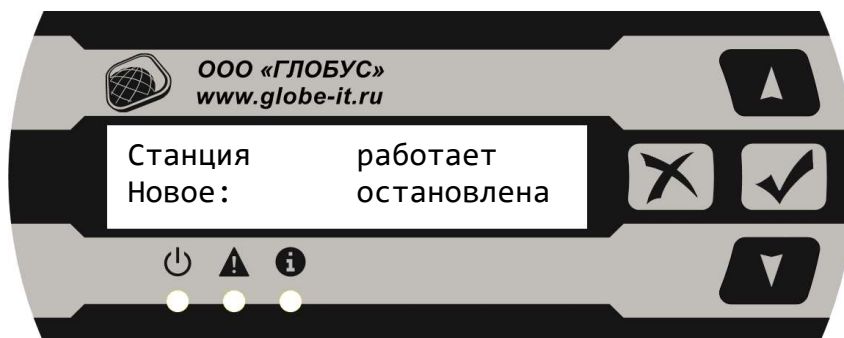 ООО «ГЛОБУС»
www.globe-it.ru
Станция работает
Новое: остановлена